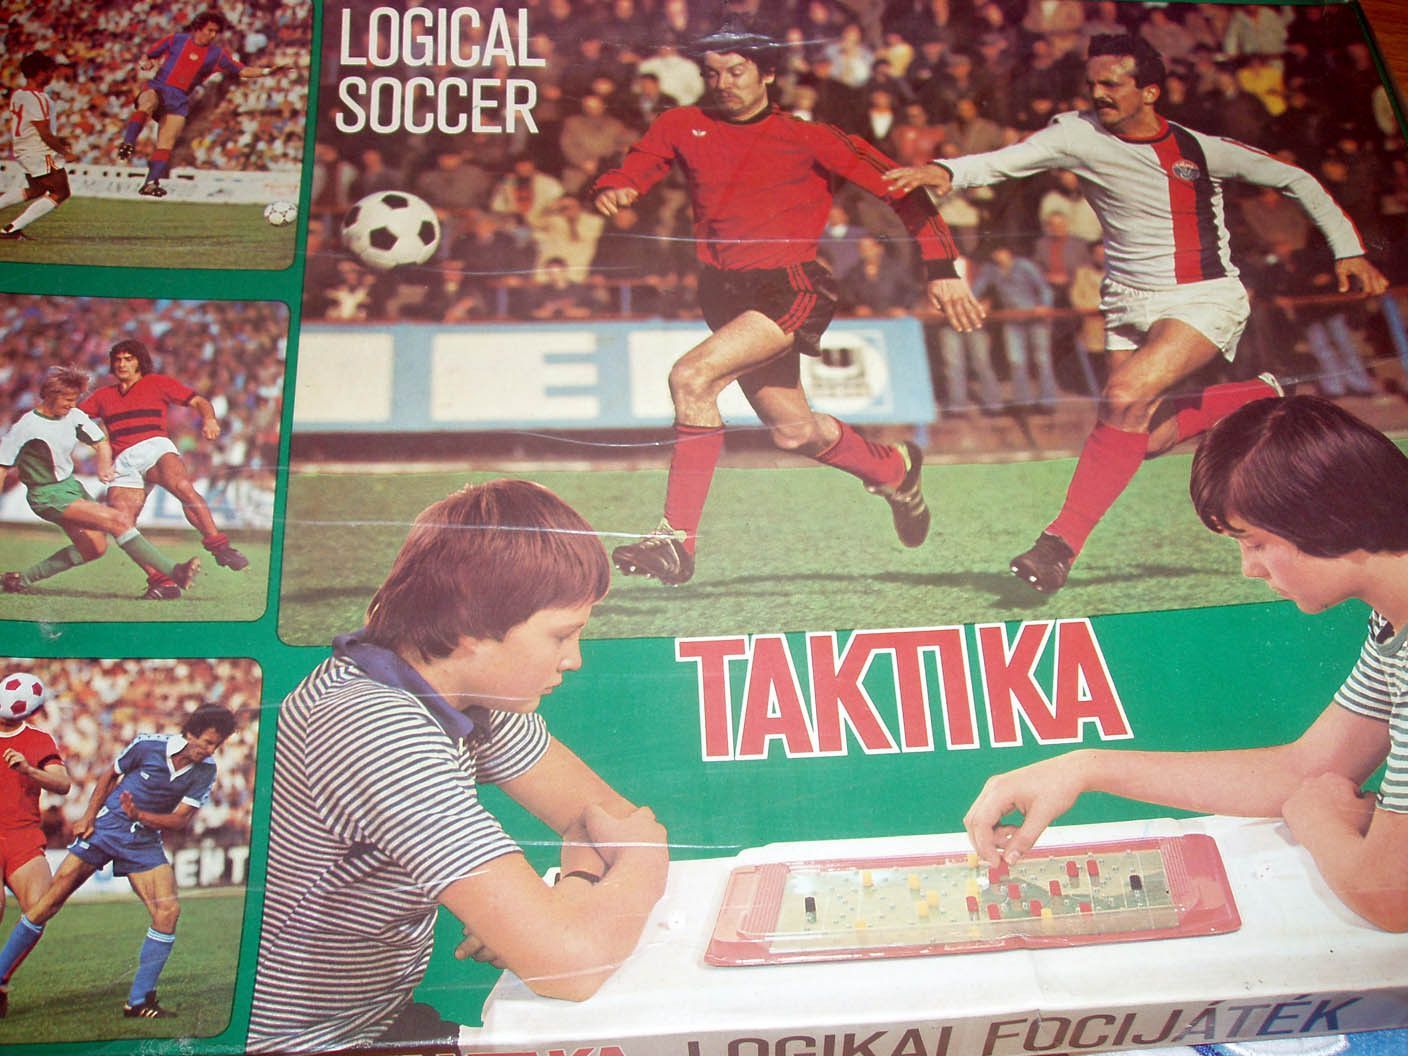 LOGICAL
SOCCER
TAKTIKA
LOGIKAI FOCIJÁTÉK